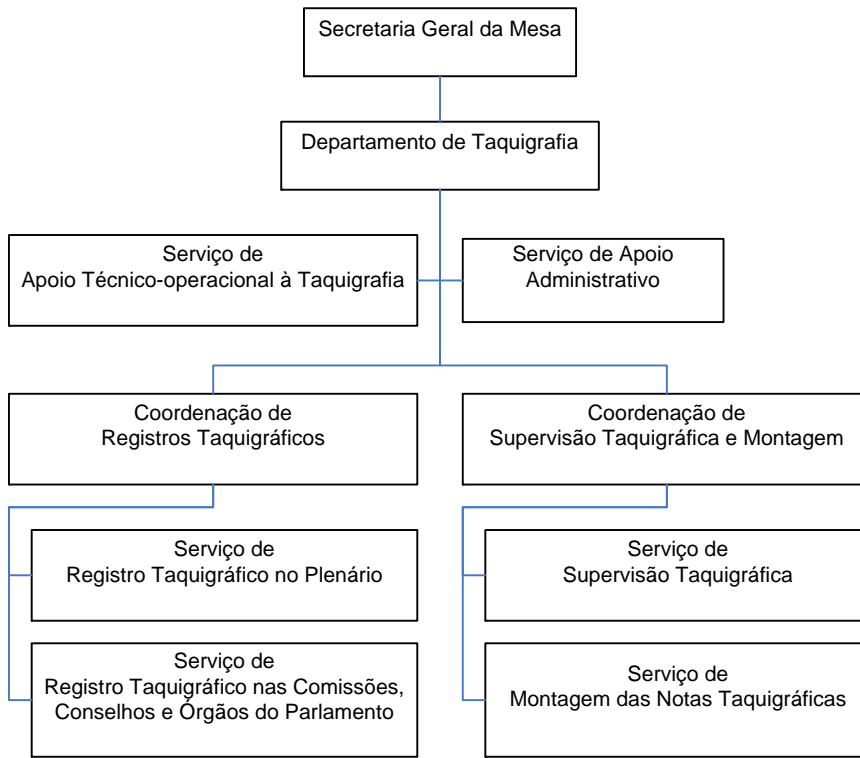 Secretaria Geral da Mesa
Departamento de Taquigrafia
Serviço de
Apoio Técnico-operacional à Taquigrafia
Serviço de Apoio
Administrativo
Coordenação de
Registros Taquigráficos
Coordenação de
Supervisão Taquigráfica e Montagem
Serviço de
Registro Taquigráfico no Plenário
Serviço de
Supervisão Taquigráfica
Serviço de
Registro Taquigráfico nas Comissões,
Conselhos e Órgãos do Parlamento
Serviço de
Montagem das Notas Taquigráficas